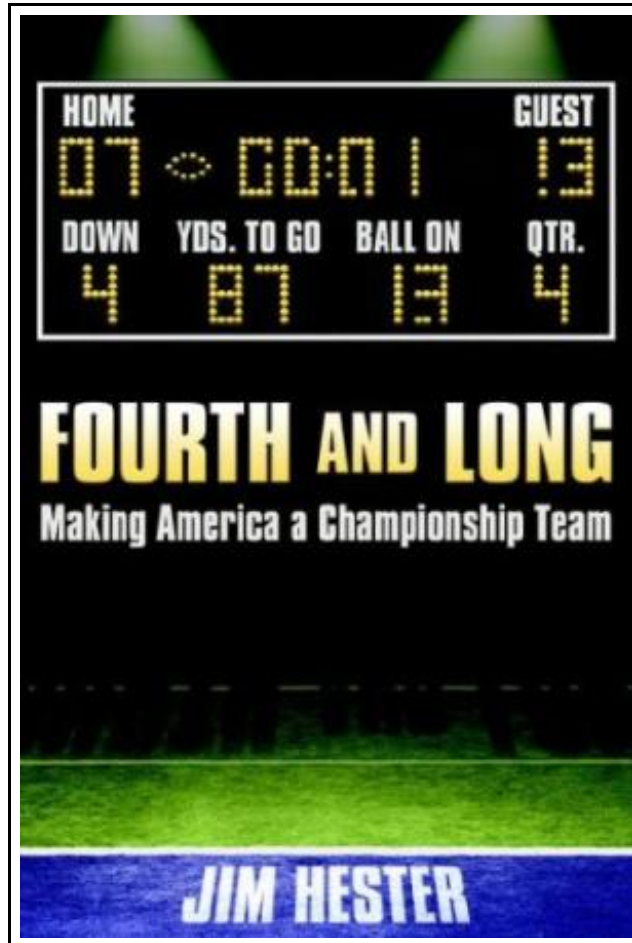 HOME GUEST
07 <> 00:01 13
DOWN YDS. TO GO BALL ON QTR.
4 87 13 4
FOURTH AND LONG
Making America a Championship Team
JIM HESTER